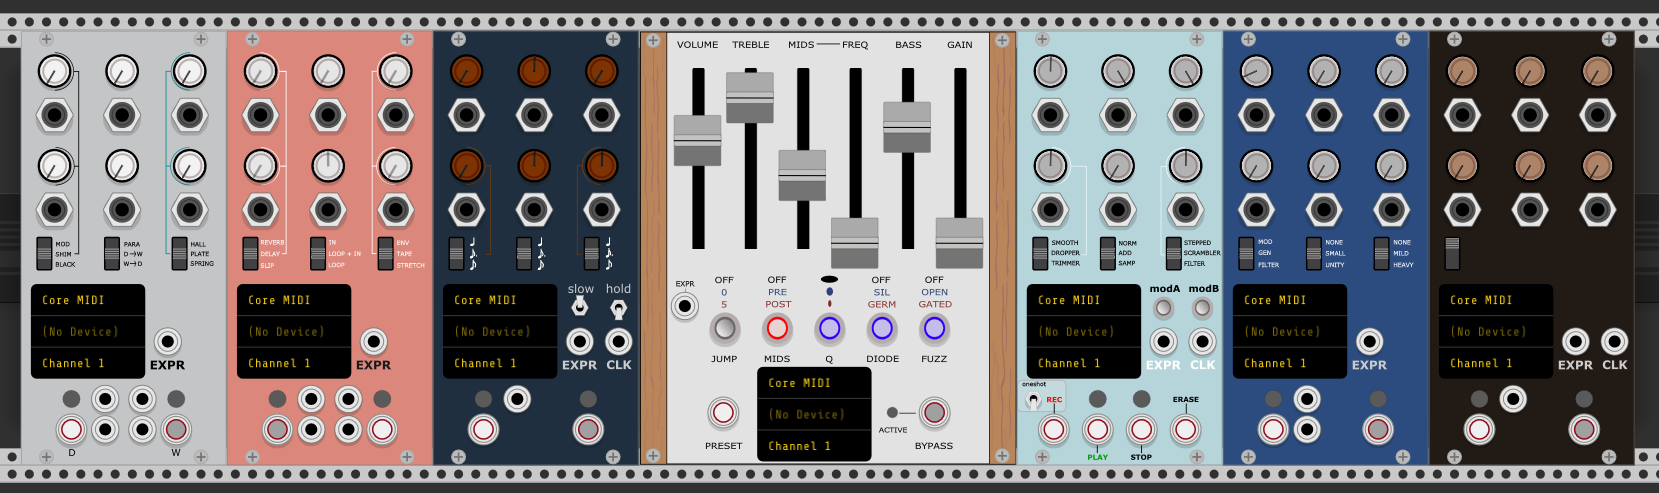 MOD
SHIM
BLACK
PARA
D→W
W→D
HALL
PLATE
SPRING
Core MIDI
(No Device)
Channel 1
EXPR
D
W
REVERB
DELAY
SLIP
IN
LOOP + IN
LOOP
ENV
TAPE
STRETCH
Core MIDI
(No Device)
Channel 1
EXPR
slow
hold
Core MIDI
(No Device)
Channel 1
EXPR
CLK
VOLUME
TREBLE
MIDS
FREQ
BASS
GAIN
EXPR
OFF
0
5
OFF
PRE
POST
OFF
SIL
GERM
OFF
OPEN
GATED
JUMP
MIDS
Q
DIODE
FUZZ
PRESET
Core MIDI
(No Device)
Channel 1
ACTIVE
BYPASS
SMOOTH
DROPPER
TRIMMER
NORM
ADD
SAMP
STEPPED
SCRAMBLER
FILTER
Core MIDI
(No Device)
Channel 1
modA
modB
EXPR
CLK
oneshot
REC
PLAY
STOP
ERASE
MOD
GEN
FILTER
NONE
SMALL
UNITY
NONE
MILD
HEAVY
Core MIDI
(No Device)
Channel 1
EXPR
Core MIDI
(No Device)
Channel 1
EXPR
CLK